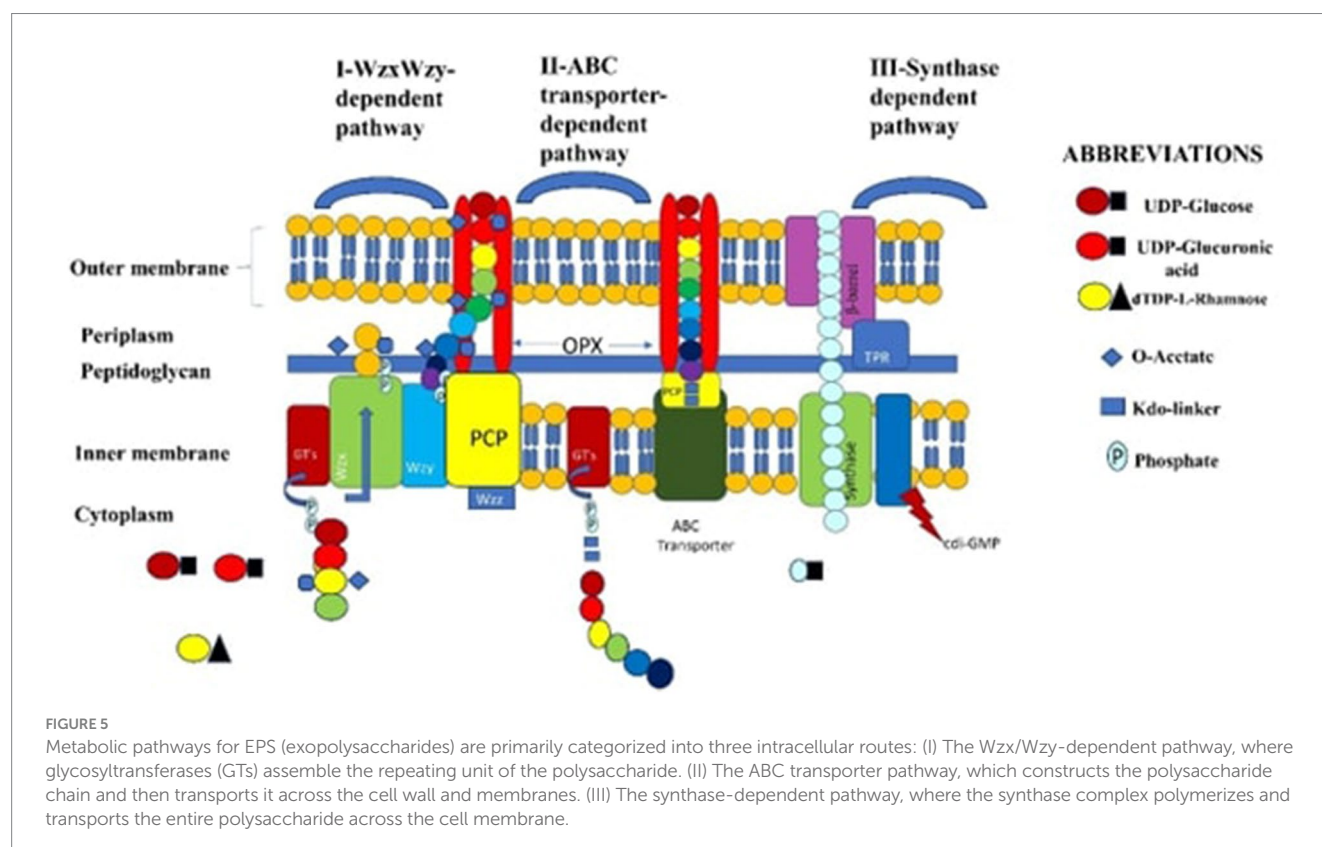 I-WzxWzy-
dependent
pathway
II-ABC
transporter-
dependent
pathway
III-Synthase
dependent
pathway
ABBREVIATIONS
UDP-Glucose
UDP-Glucuronic
acid
dTDP-L-Rhamnose
O-Acetate
Kdo-linker
P Phosphate
Outer membrane
Periplasm
Peptidoglycan
Inner membrane
Cytoplasm
OPX
β-barrel
TPR
P
P
P
PCP
GTs
Wzx
Wzy
PCP
Wzz
GTs
Synthase
P
P
P
P
ABC
Transporter
cdi-GMP
FIGURE 5
Metabolic pathways for EPS (exopolysaccharides) are primarily categorized into three intracellular routes: (I) The Wzx/Wzy-dependent pathway, where
glycosyltransferases (GTs) assemble the repeating unit of the polysaccharide. (II) The ABC transporter pathway, which constructs the polysaccharide
chain and then transports it across the cell wall and membranes. (III) The synthase-dependent pathway, where the synthase complex polymerizes and
transports the entire polysaccharide across the cell membrane.